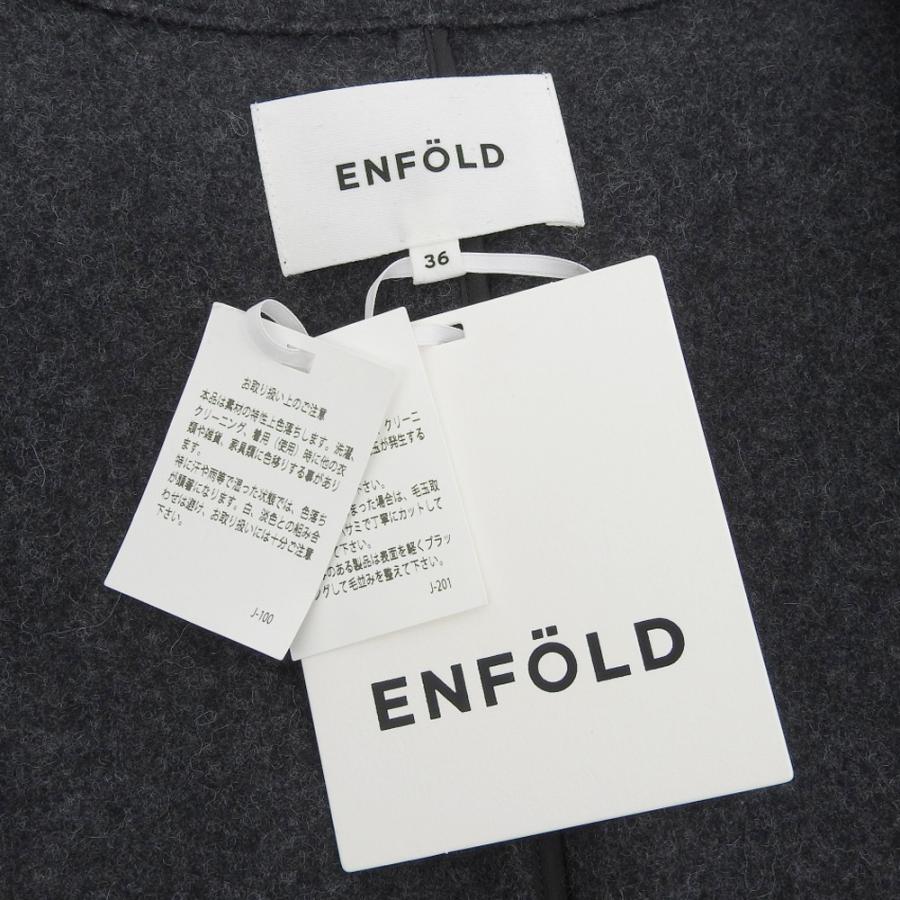 ENFÖLD
36
お取り扱い上のご注意
本品は素材の特性上色落ちします。洗濯、
クリーニング、着用（使用）時に他の衣
類や雑貨、家具類に色移りする事があり
ます。
特に汗や雨等で湿った状態では、色落ち
が顕著になります。白、淡色との組み合
わせは避け、お取り扱いには十分ご注意
下さい。
J-100
クリーニ
玉が発生する
下さい。
まった場合は、毛玉取
サミで丁寧にカットして
て下さい。
のある製品は表面を軽くブラッ
ングして毛並みを整えて下さい。
J-201
ENFÖLD